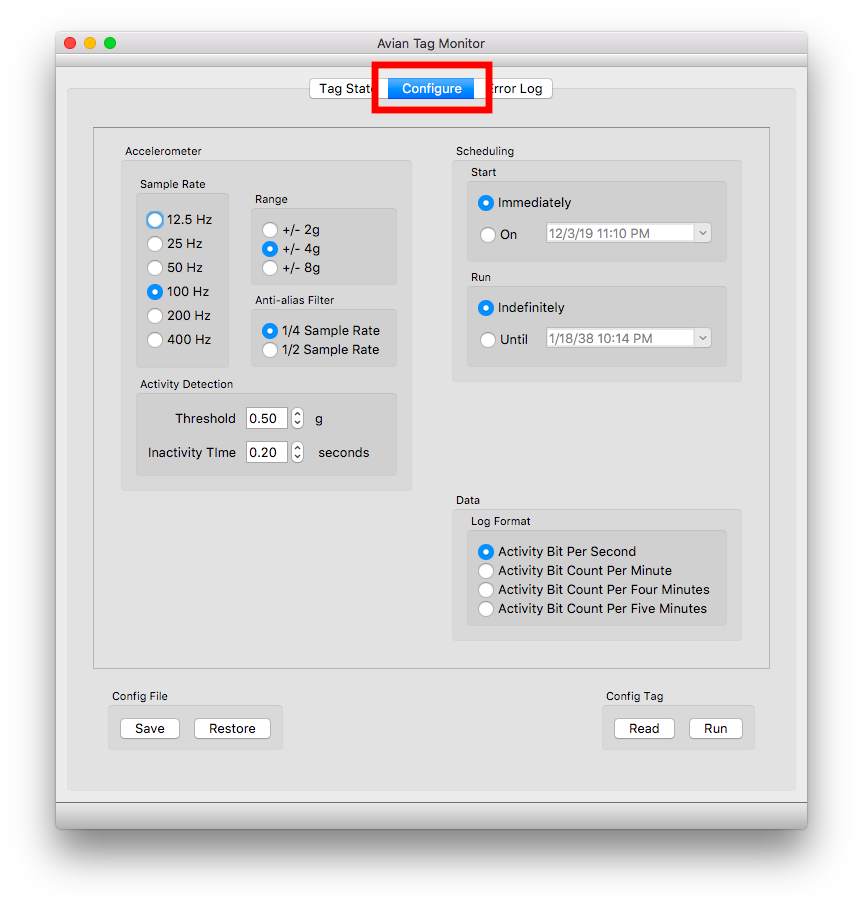 Avian Tag Monitor
Tag State
Configure
Error Log
Accelerometer
Sample Rate
12.5 Hz
25 Hz
50 Hz
100 Hz
200 Hz
400 Hz
Range
+/- 2g
+/- 4g
+/- 8g
Anti-alias Filter
1/4 Sample Rate
1/2 Sample Rate
Activity Detection
Threshold 0.50 g
Inactivity TIme 0.20 seconds
Scheduling
Start
Immediately
On 12/3/19 11:10 PM
Run
Indefinitely
Until 1/18/38 10:14 PM
Data
Log Format
Activity Bit Per Second
Activity Bit Count Per Minute
Activity Bit Count Per Four Minutes
Activity Bit Count Per Five Minutes
Config File
Save Restore
Config Tag
Read Run